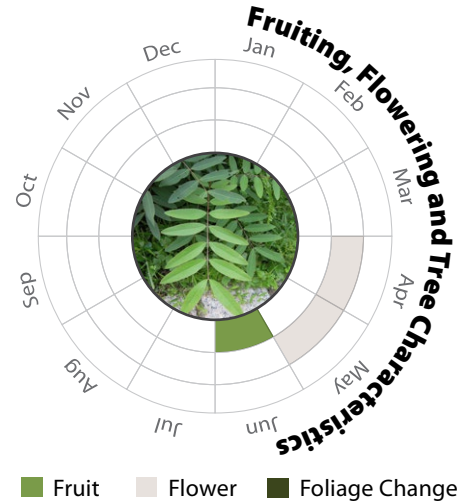 Fruiting, Flowering and Tree Characteristics
Jan
Feb
Mar
Apr
May
Jun
Jul
Aug
Sep
Oct
Nov
Dec
Fruit
Flower
Foliage Change